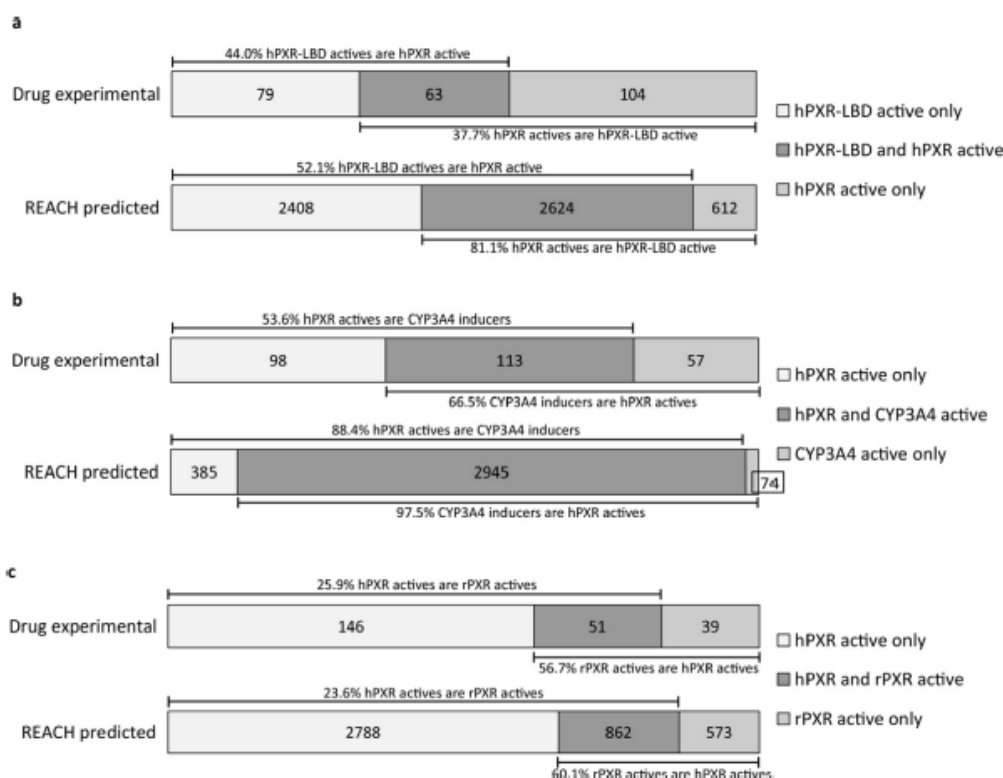 a
44.0% hPXR-LBD actives are hPXR active
Drug experimental
79
63
104
37.7% hPXR actives are hPXR-LBD active
52.1% hPXR-LBD actives are hPXR active
REACH predicted
2408
2624
612
81.1% hPXR actives are hPXR-LBD active
hPXR-LBD active only
hPXR-LBD and hPXR active
hPXR active only
b
53.6% hPXR actives are CYP3A4 inducers
Drug experimental
98
113
57
66.5% CYP3A4 inducers are hPXR actives
88.4% hPXR actives are CYP3A4 inducers
REACH predicted
385
2945
74
97.5% CYP3A4 inducers are hPXR actives
hPXR active only
hPXR and CYP3A4 active
CYP3A4 active only
c
25.9% hPXR actives are rPXR actives
Drug experimental
146
51
39
56.7% rPXR actives are hPXR actives
23.6% hPXR actives are rPXR actives
REACH predicted
2788
862
573
60.1% rPXR actives are hPXR actives
hPXR active only
hPXR and rPXR active
rPXR active only